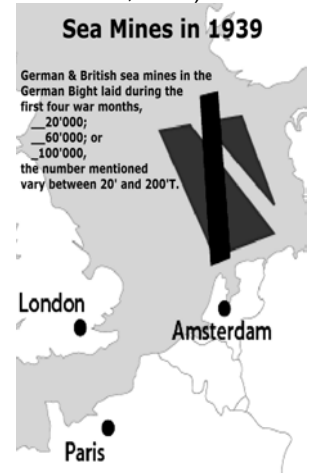 Sea Mines in 1939
German & British sea mines in the
German Bight laid during the
first four war months,
__20'000;
__60'000; or
_100'000,
the number mentioned
vary between 20' and 200'T.
London
Amsterdam
Paris